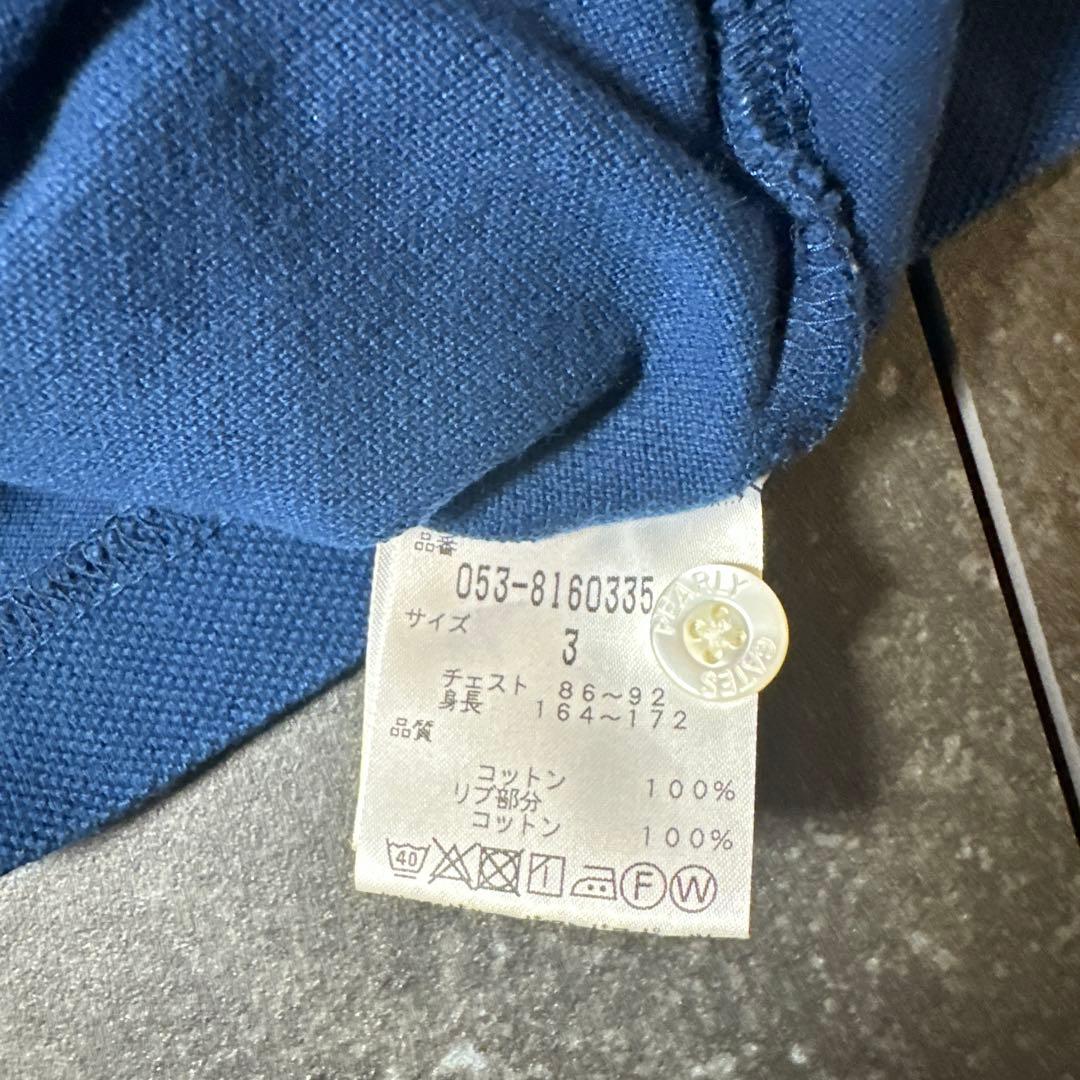 品番
053-8160335
サイズ
3
チェスト 86～92
身長 164～172
品質
コットン 100%
リブ部分
コットン 100%
40
F W
PEARLY GATES